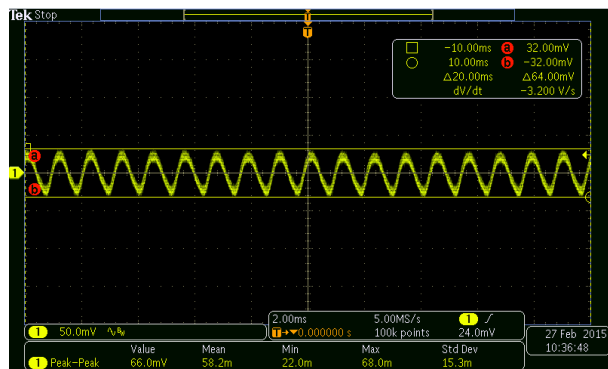 Tek Stop
T
T
−10.00ms a 32.00mV
10.00ms b −32.00mV
△20.00ms △64.00mV
dV/dt −3.200 V/s
a
1
b
1 50.0mV
2.00ms 5.00MS/s 1
T→▼0.000000 s 100k points 24.0mV
Value Mean Min Max Std Dev
1 Peak−Peak 66.0mV 58.2m 22.0m 68.0m 15.3m
27 Feb 2015
10:36:48